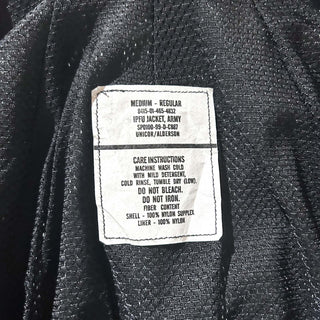 MEDIUM - REGULAR
8415-01-465-4632
IPFU JACKET, ARMY
SP0100-99-D-CB07
UNICOR/ALDERSON
CARE INSTRUCTIONS
MACHINE WASH COLD
WITH MILD DETERGENT,
COLD RINSE, TUMBLE DRY (LOW).
DO NOT BLEACH.
DO NOT IRON.
FIBER CONTENT
SHELL - 100% NYLON SUPPLEX
LINER - 100% NYLON